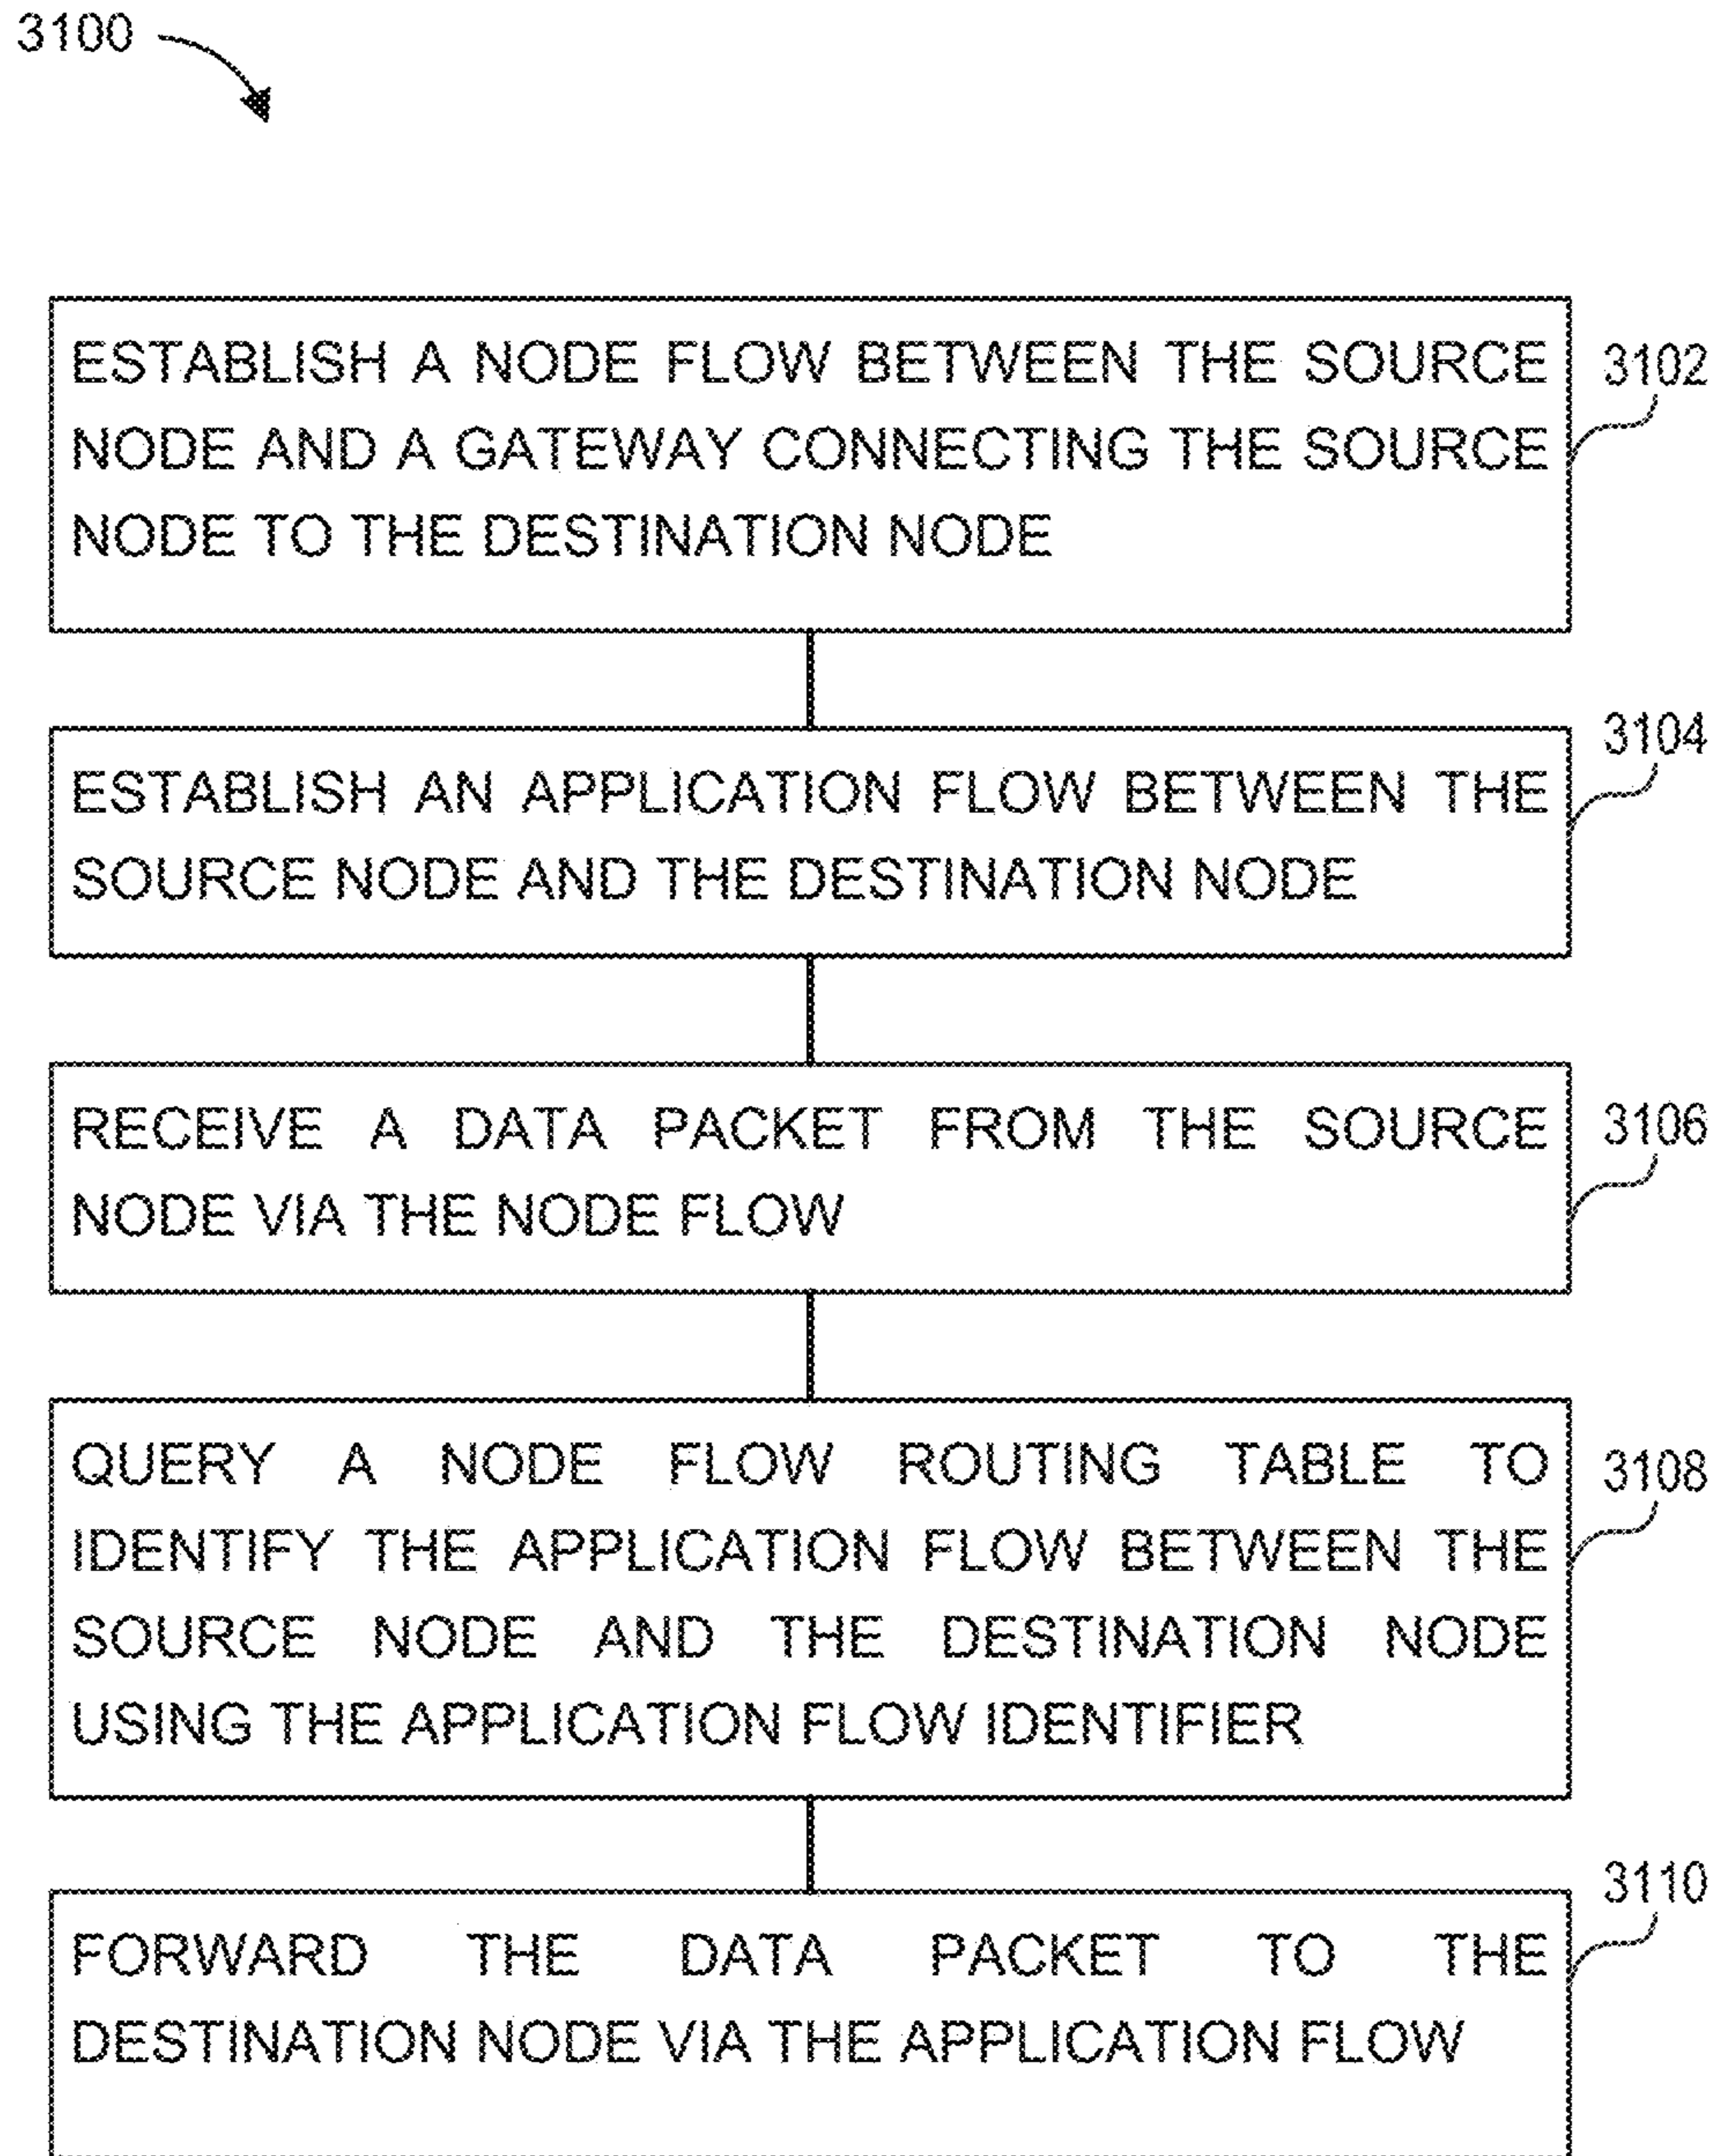 3100
ESTABLISH A NODE FLOW BETWEEN THE SOURCE
NODE AND A GATEWAY CONNECTING THE SOURCE
NODE TO THE DESTINATION NODE
3102
ESTABLISH AN APPLICATION FLOW BETWEEN THE
SOURCE NODE AND THE DESTINATION NODE
3104
RECEIVE A DATA PACKET FROM THE SOURCE
NODE VIA THE NODE FLOW
3106
QUERY A NODE FLOW ROUTING TABLE TO
IDENTIFY THE APPLICATION FLOW BETWEEN THE
SOURCE NODE AND THE DESTINATION NODE
USING THE APPLICATION FLOW IDENTIFIER
3108
FORWARD THE DATA PACKET TO THE
DESTINATION NODE VIA THE APPLICATION FLOW
3110